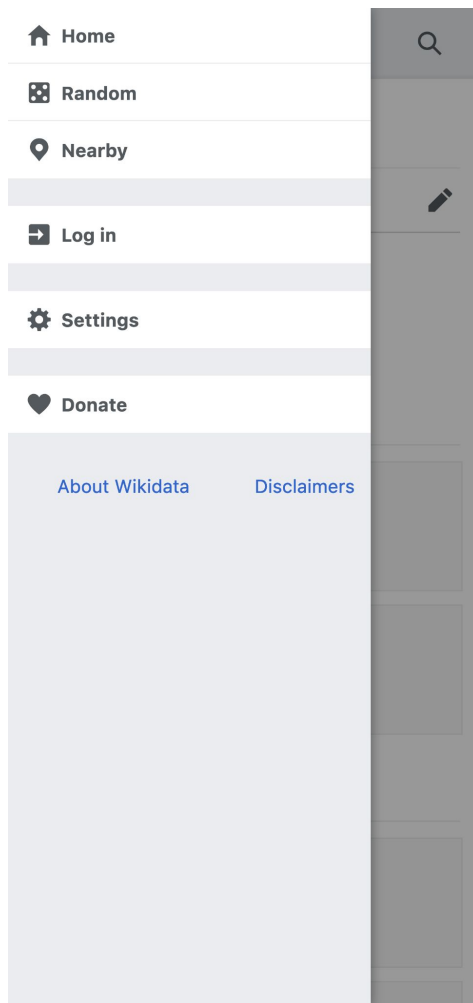 Home
Random
Nearby
Log in
Settings
Donate
About Wikidata Disclaimers